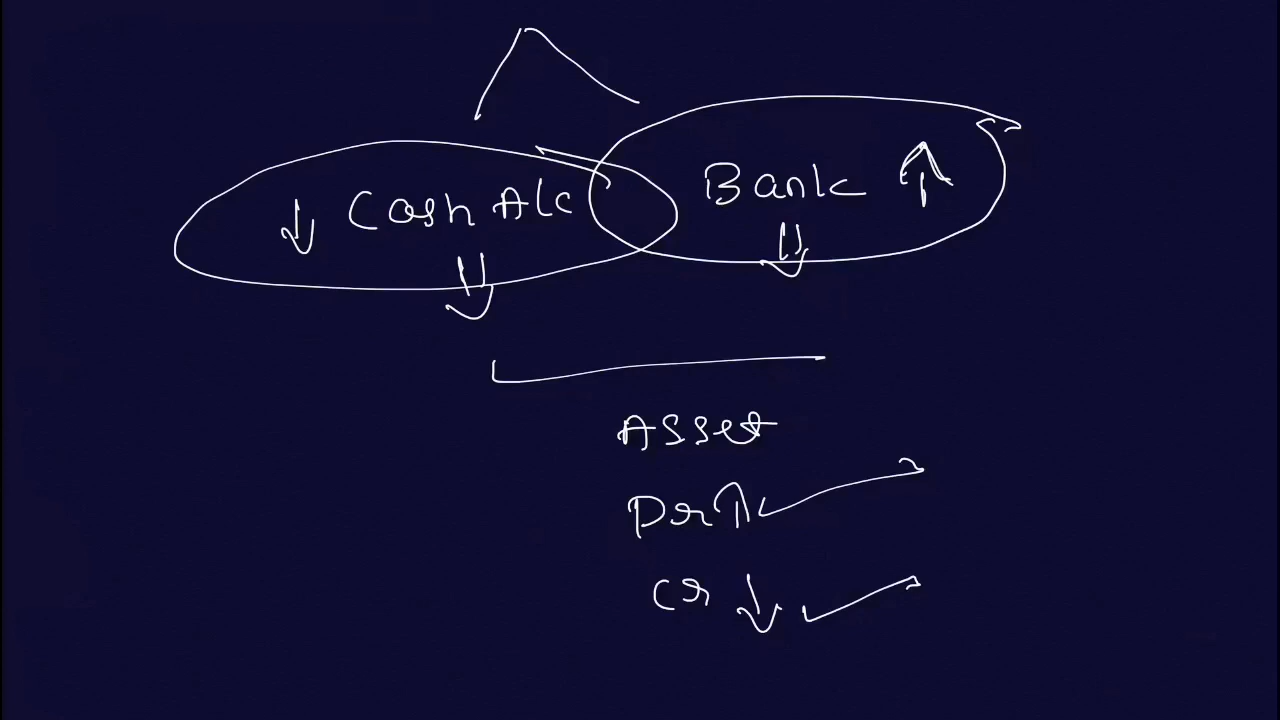 ↓ Cash A/c Bank ↑
Asset
Dr ↑
Cr ↓